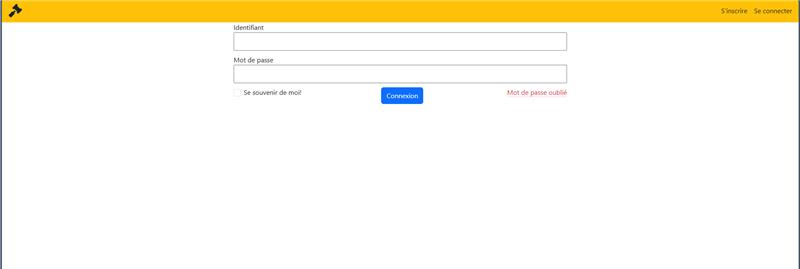 S'inscrire Se connecter
Identifiant
Mot de passe
Se souvenir de moi! Connexion Mot de passe oublié